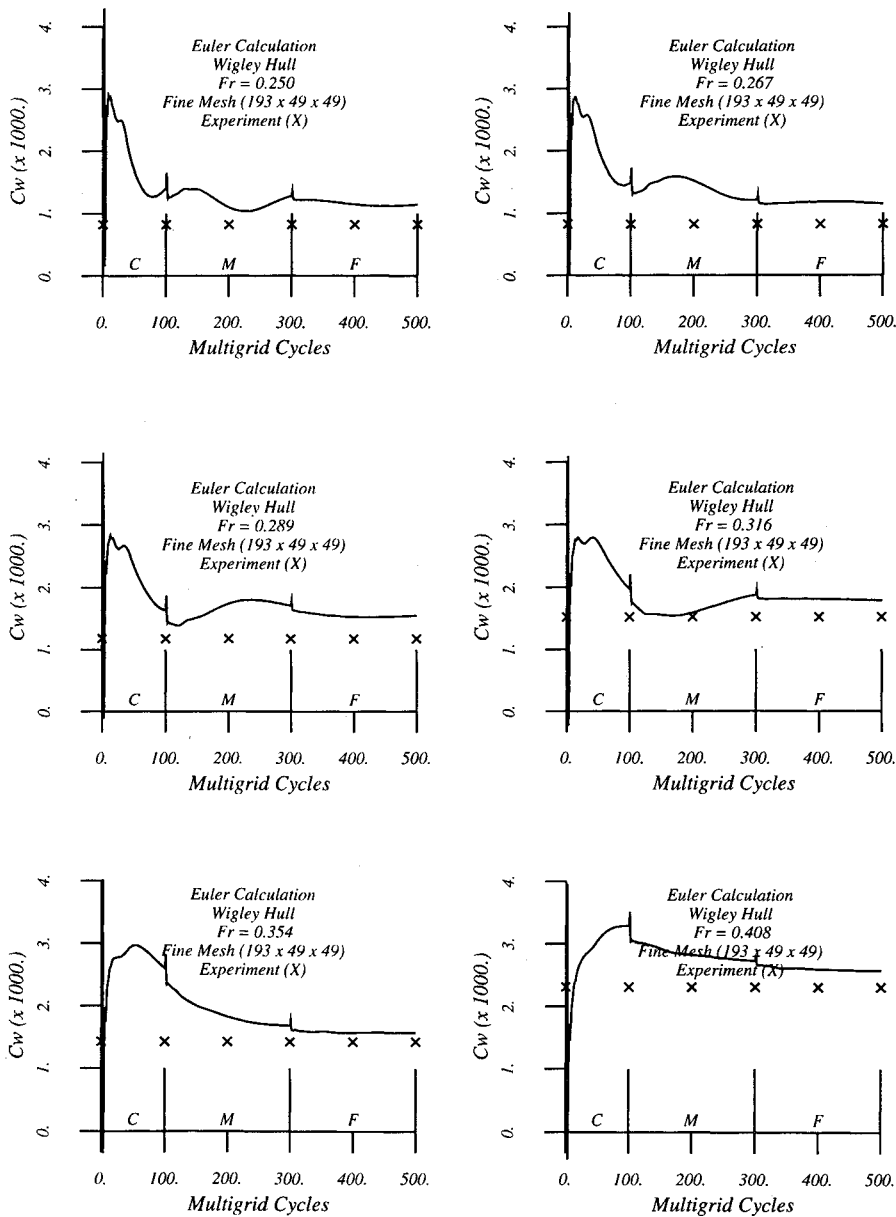 Euler Calculation
Wigley Hull
Fr = 0.250
Fine Mesh (193 x 49 x 49)
Experiment (X)
Cw (x 1000.)
4.
3.
2.
1.
0.
C M F
0. 100. 200. 300. 400. 500.
Multigrid Cycles
Euler Calculation
Wigley Hull
Fr = 0.267
Fine Mesh (193 x 49 x 49)
Experiment (X)
Cw (x 1000.)
4.
3.
2.
1.
0.
C M F
0. 100. 200. 300. 400. 500.
Multigrid Cycles
Euler Calculation
Wigley Hull
Fr = 0.289
Fine Mesh (193 x 49 x 49)
Experiment (X)
Cw (x 1000.)
4.
3.
2.
1.
0.
C M F
0. 100. 200. 300. 400. 500.
Multigrid Cycles
Euler Calculation
Wigley Hull
Fr = 0.316
Fine Mesh (193 x 49 x 49)
Experiment (X)
Cw (x 1000.)
4.
3.
2.
1.
0.
C M F
0. 100. 200. 300. 400. 500.
Multigrid Cycles
Euler Calculation
Wigley Hull
Fr = 0.354
Fine Mesh (193 x 49 x 49)
Experiment (X)
Cw (x 1000.)
4.
3.
2.
1.
0.
C M F
0. 100. 200. 300. 400. 500.
Multigrid Cycles
Euler Calculation
Wigley Hull
Fr = 0.408
Fine Mesh (193 x 49 x 49)
Experiment (X)
Cw (x 1000.)
4.
3.
2.
1.
0.
C M F
0. 100. 200. 300. 400. 500.
Multigrid Cycles